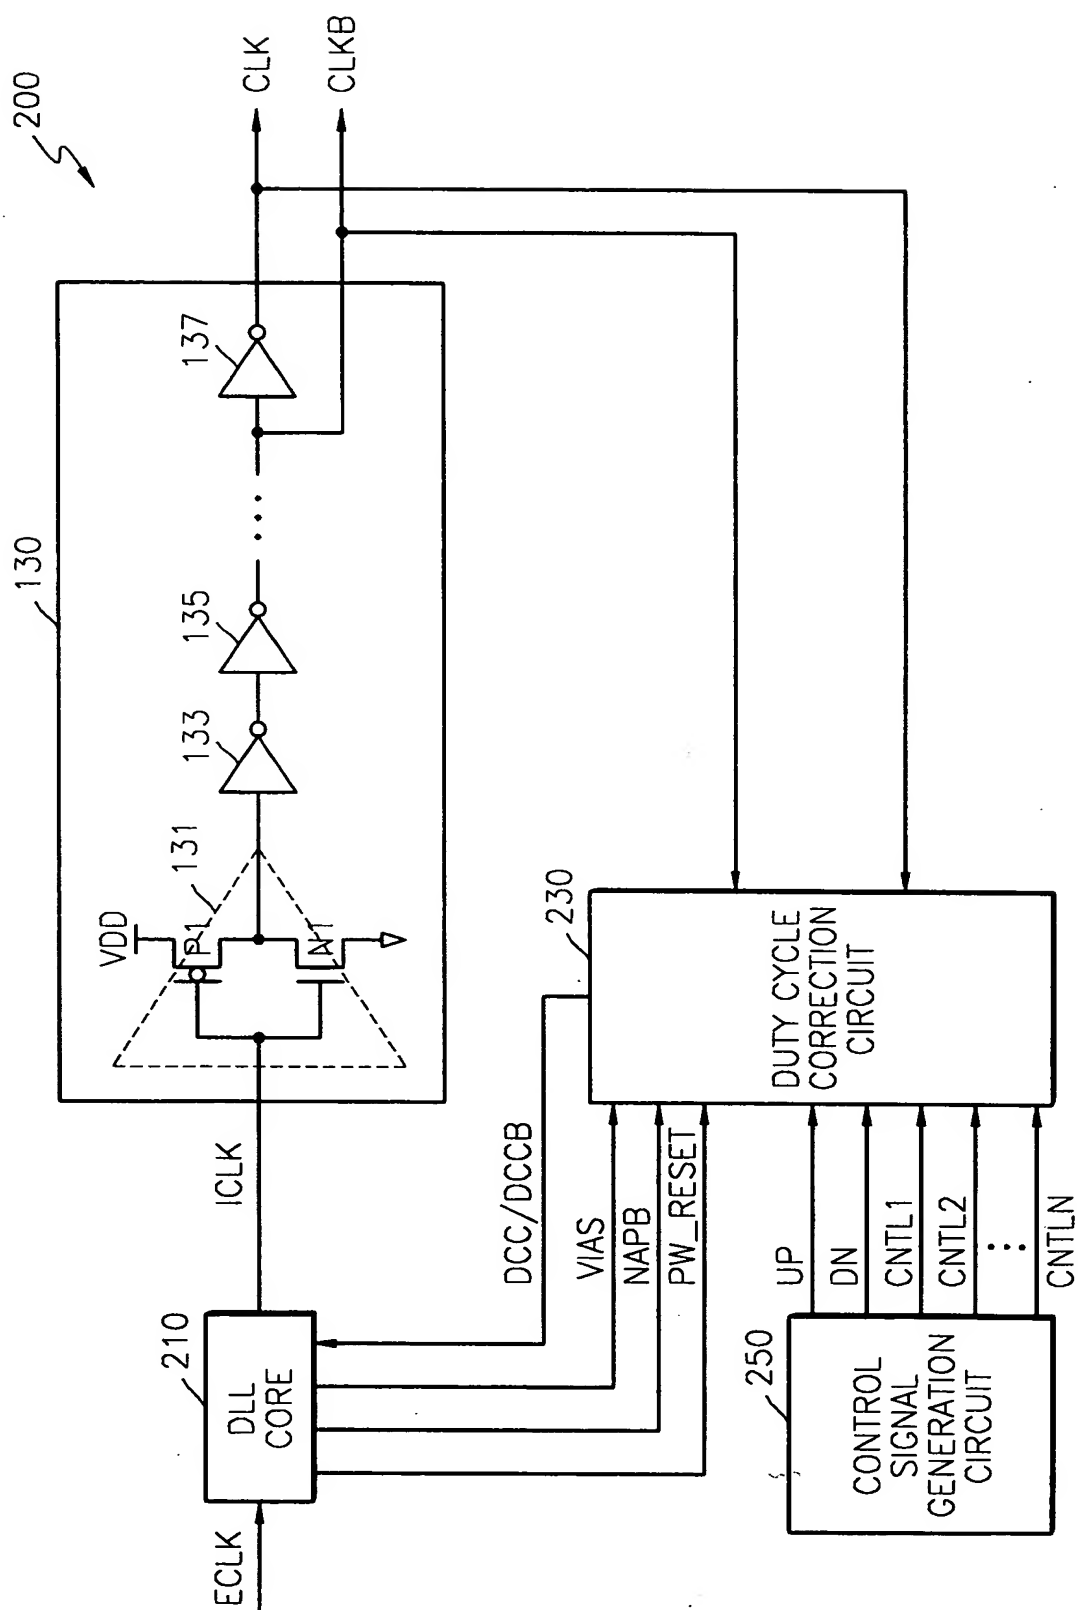 200
CLK
CLKB
130
137
135
133
131
VDD
P1
N1
ICLK
210
DLL
CORE
ECLK
DCC/DCCB
VIAS
NAPB
PW_RESET
230
DUTY CYCLE
CORRECTION
CIRCUIT
UP
DN
CNTL1
CNTL2
CNTLN
250
CONTROL
SIGNAL
GENERATION
CIRCUIT